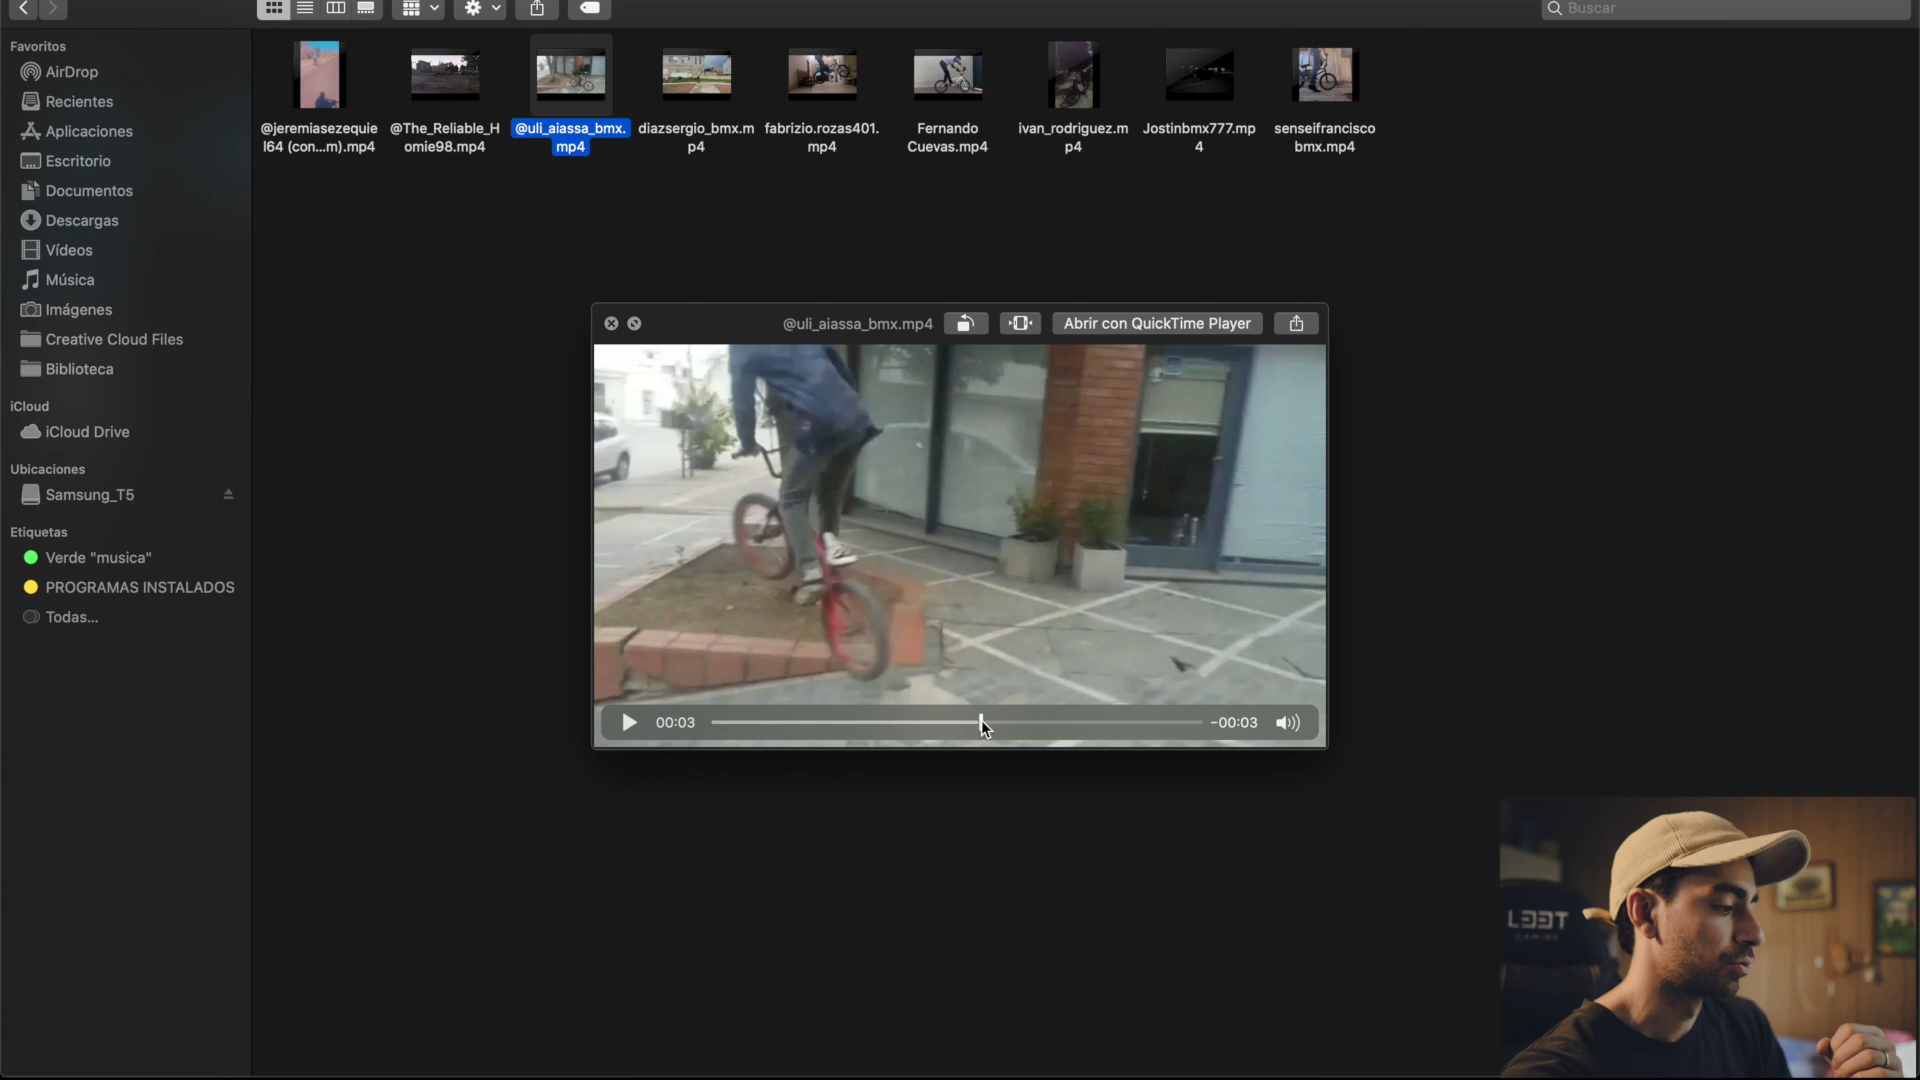 Buscar
Favoritos
AirDrop
Recientes
Aplicaciones
Escritorio
Documentos
Descargas
Vídeos
Música
Imágenes
Creative Cloud Files
Biblioteca
iCloud
iCloud Drive
Ubicaciones
Samsung_T5
Etiquetas
Verde "musica"
PROGRAMAS INSTALADOS
Todas...
@jeremiasezequie
l64 (con...m).mp4
@The_Reliable_H
omie98.mp4
@uli_aiassa_bmx.
mp4
diazsergio_bmx.m
p4
fabrizio.rozas401.
mp4
Fernando
Cuevas.mp4
ivan_rodriguez.m
p4
Jostinbmx777.mp
4
senseifrancisco
bmx.mp4
@uli_aiassa_bmx.mp4
Abrir con QuickTime Player
00:03
-00:03
L33T
GAMING